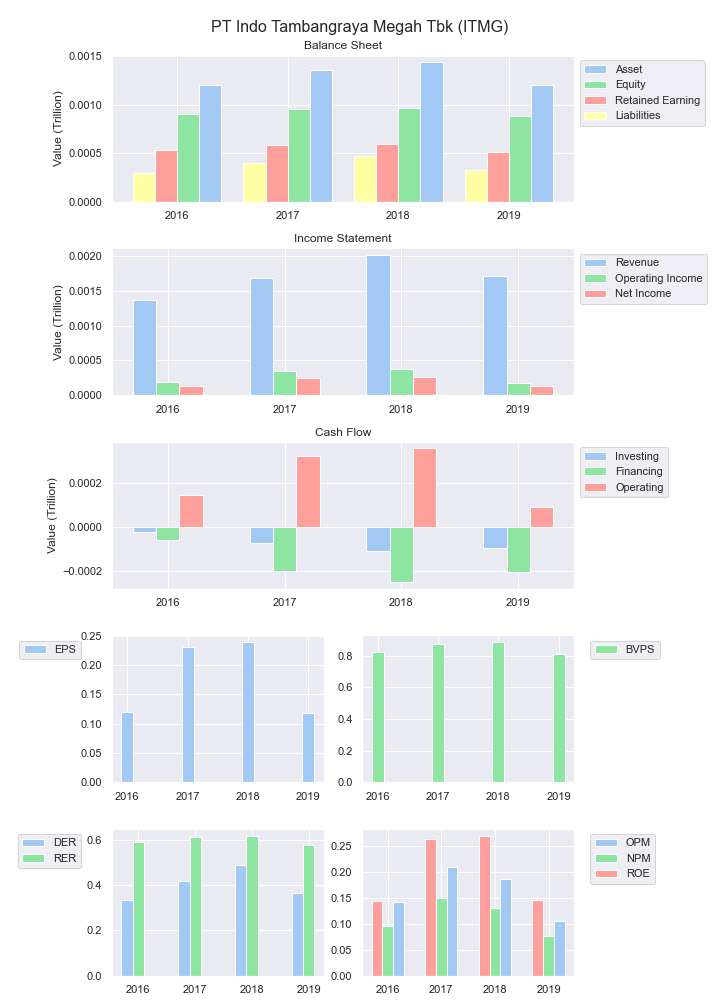 PT Indo Tambangraya Megah Tbk (ITMG)
Balance Sheet
Value (Trillion)
0.0015
0.0010
0.0005
0.0000
2016 2017 2018 2019
Asset
Equity
Retained Earning
Liabilities
Income Statement
Value (Trillion)
0.0020
0.0015
0.0010
0.0005
0.0000
2016 2017 2018 2019
Revenue
Operating Income
Net Income
Cash Flow
Value (Trillion)
0.0002
0.0000
−0.0002
2016 2017 2018 2019
Investing
Financing
Operating
EPS
0.25
0.20
0.15
0.10
0.05
0.00
2016 2017 2018 2019
0.8
0.6
0.4
0.2
0.0
2016 2017 2018 2019
BVPS
DER
RER
0.6
0.4
0.2
0.0
2016 2017 2018 2019
0.25
0.20
0.15
0.10
0.05
0.00
2016 2017 2018 2019
OPM
NPM
ROE